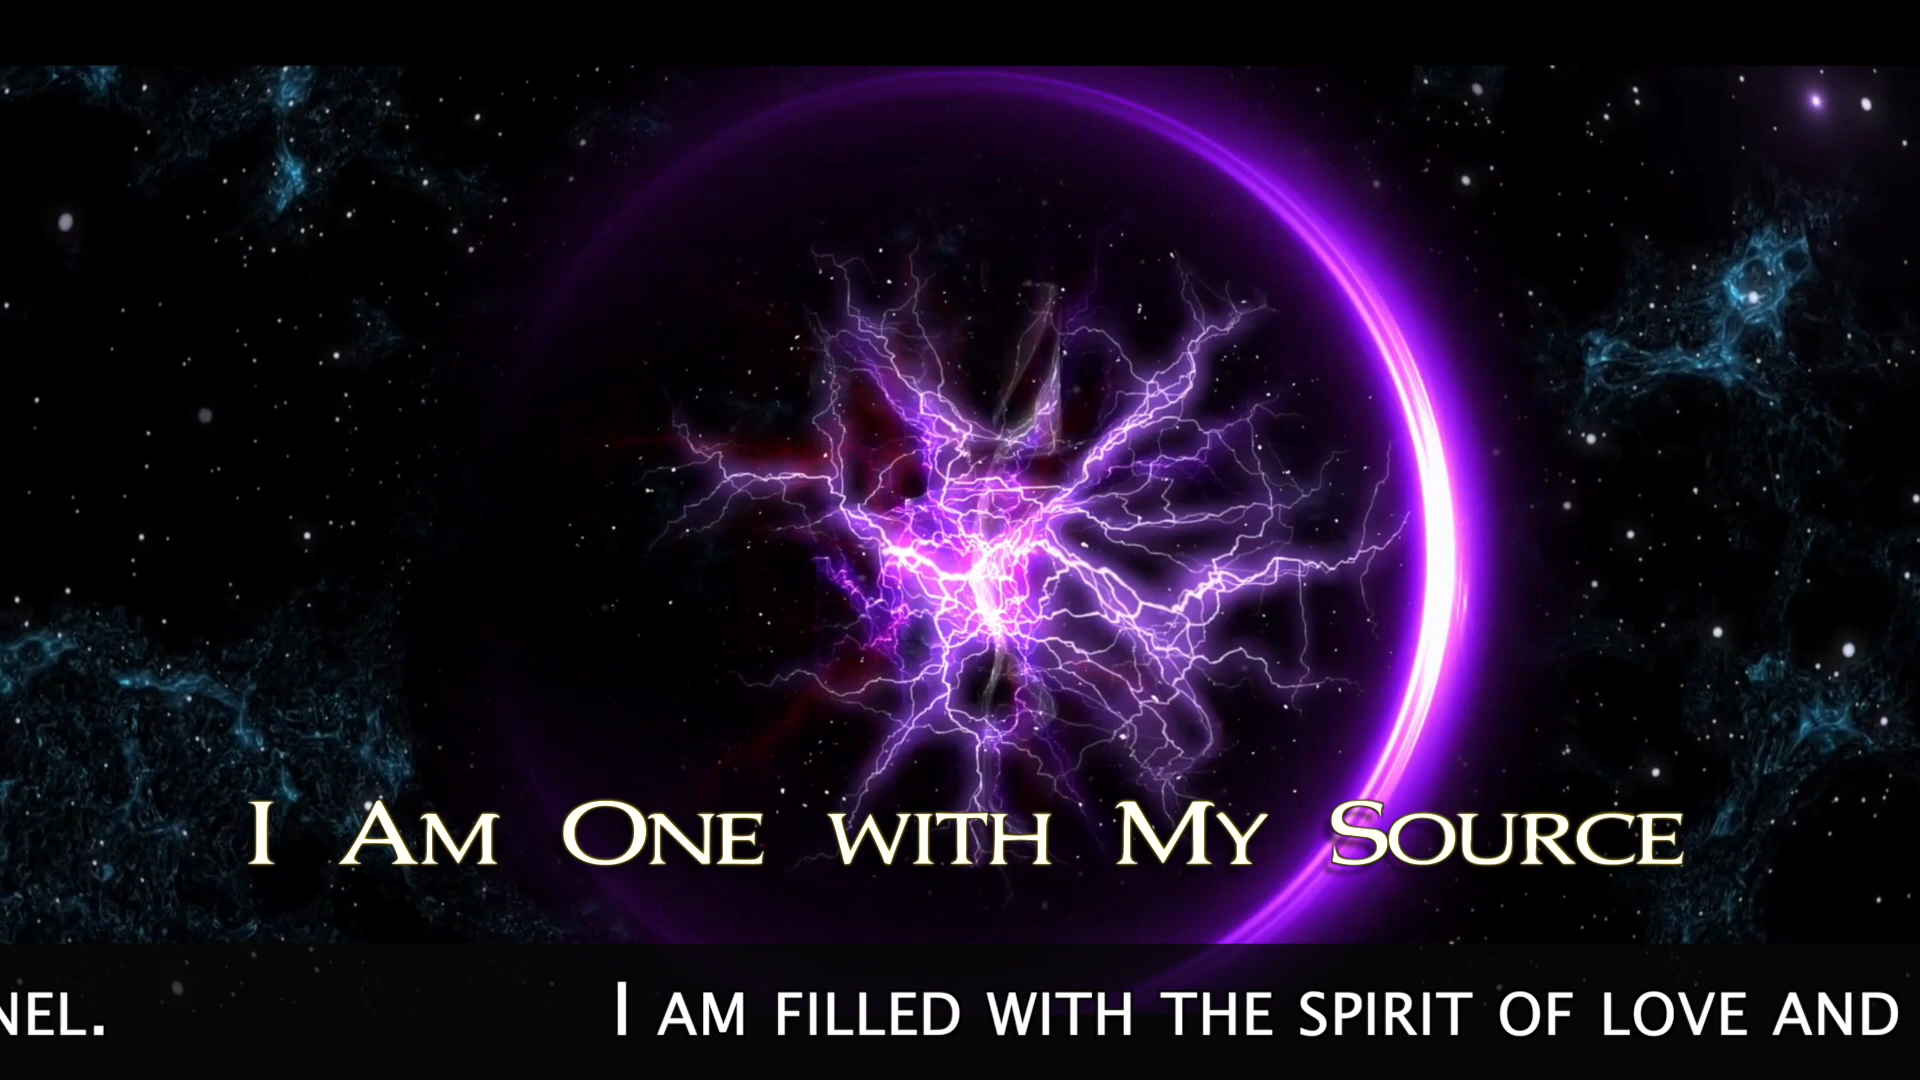 I Am One with My Source
NEL. I AM FILLED WITH THE SPIRIT OF LOVE AND